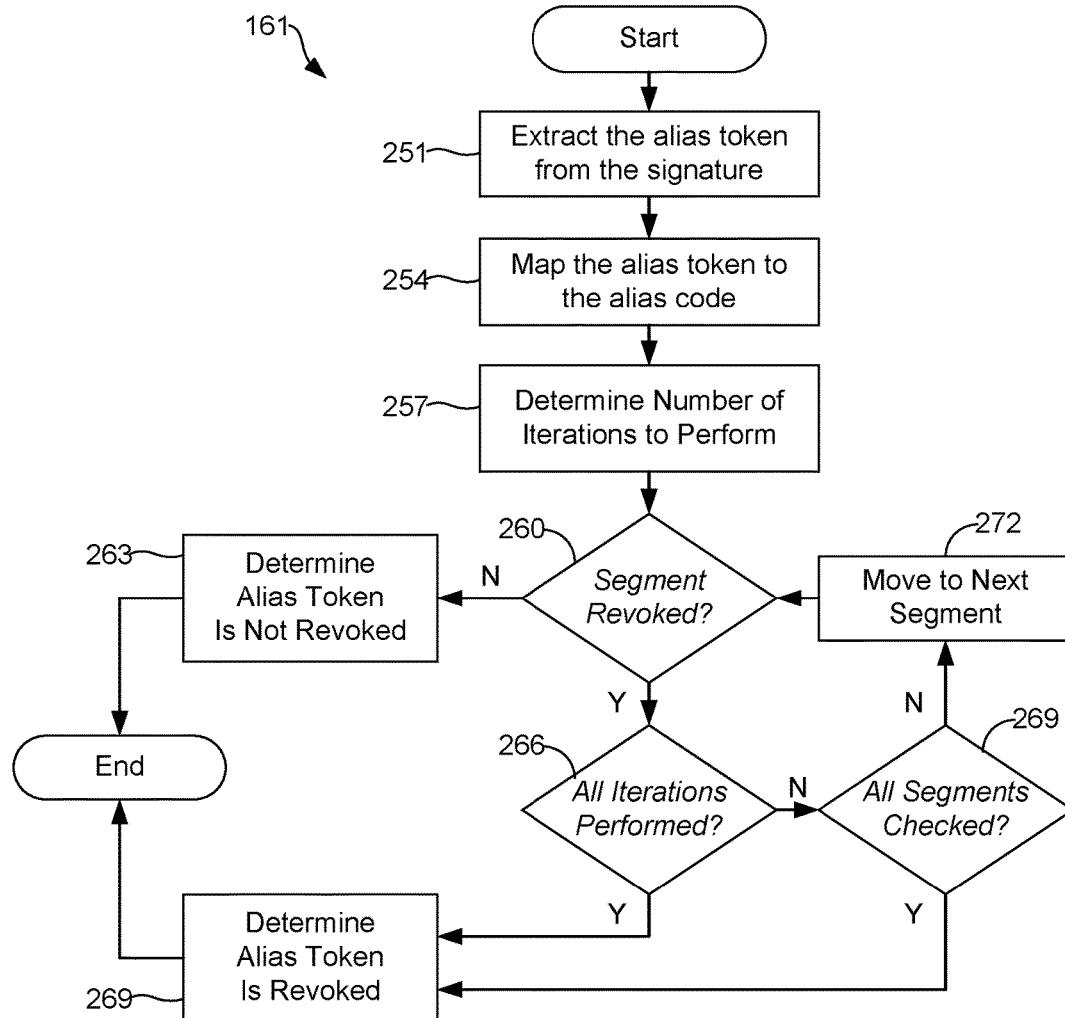 161
Start
251
Extract the alias token
from the signature
254
Map the alias token to
the alias code
257
Determine Number of
Iterations to Perform
263
Determine
Alias Token
Is Not Revoked
N
260
Segment
Revoked?
272
Move to Next
Segment
Y
N
End
266
All Iterations
Performed?
N
269
All Segments
Checked?
Y
Y
Determine
Alias Token
Is Revoked
269